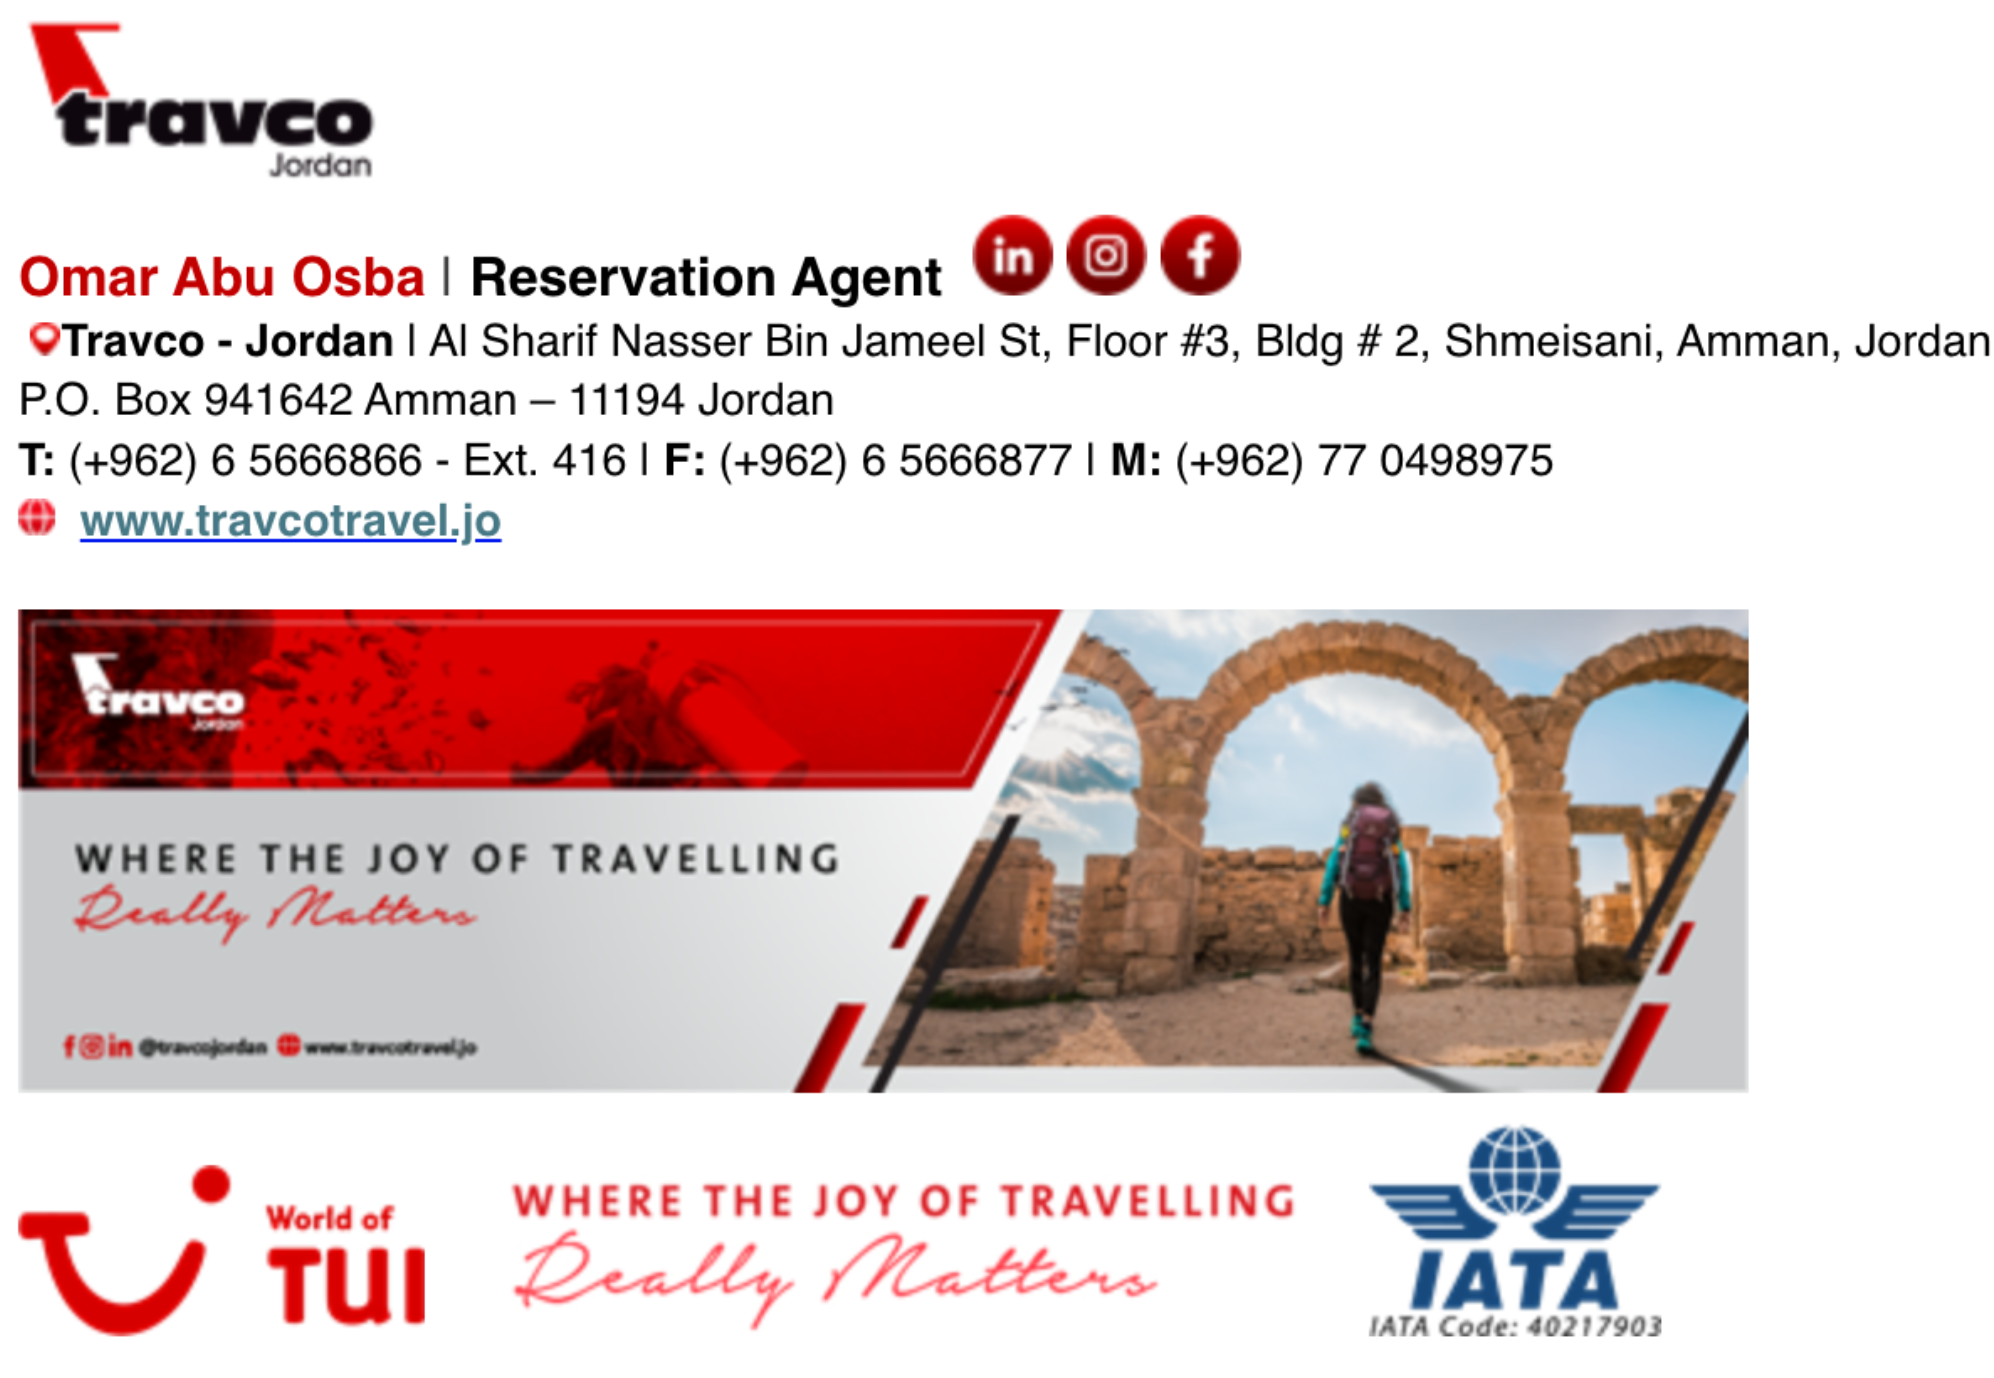 travco
Jordan
Omar Abu Osba | Reservation Agent
Travco - Jordan | Al Sharif Nasser Bin Jameel St, Floor #3, Bldg # 2, Shmeisani, Amman, Jordan
P.O. Box 941642 Amman – 11194 Jordan
T: (+962) 6 5666866 - Ext. 416 | F: (+962) 6 5666877 | M: (+962) 77 0498975
www.travcotravel.jo
travco
Jordan
WHERE THE JOY OF TRAVELLING
Really Matters
@travcojordan www.travcotravel.jo
World of
TUI
WHERE THE JOY OF TRAVELLING
Really Matters
IATA
IATA Code: 40217903